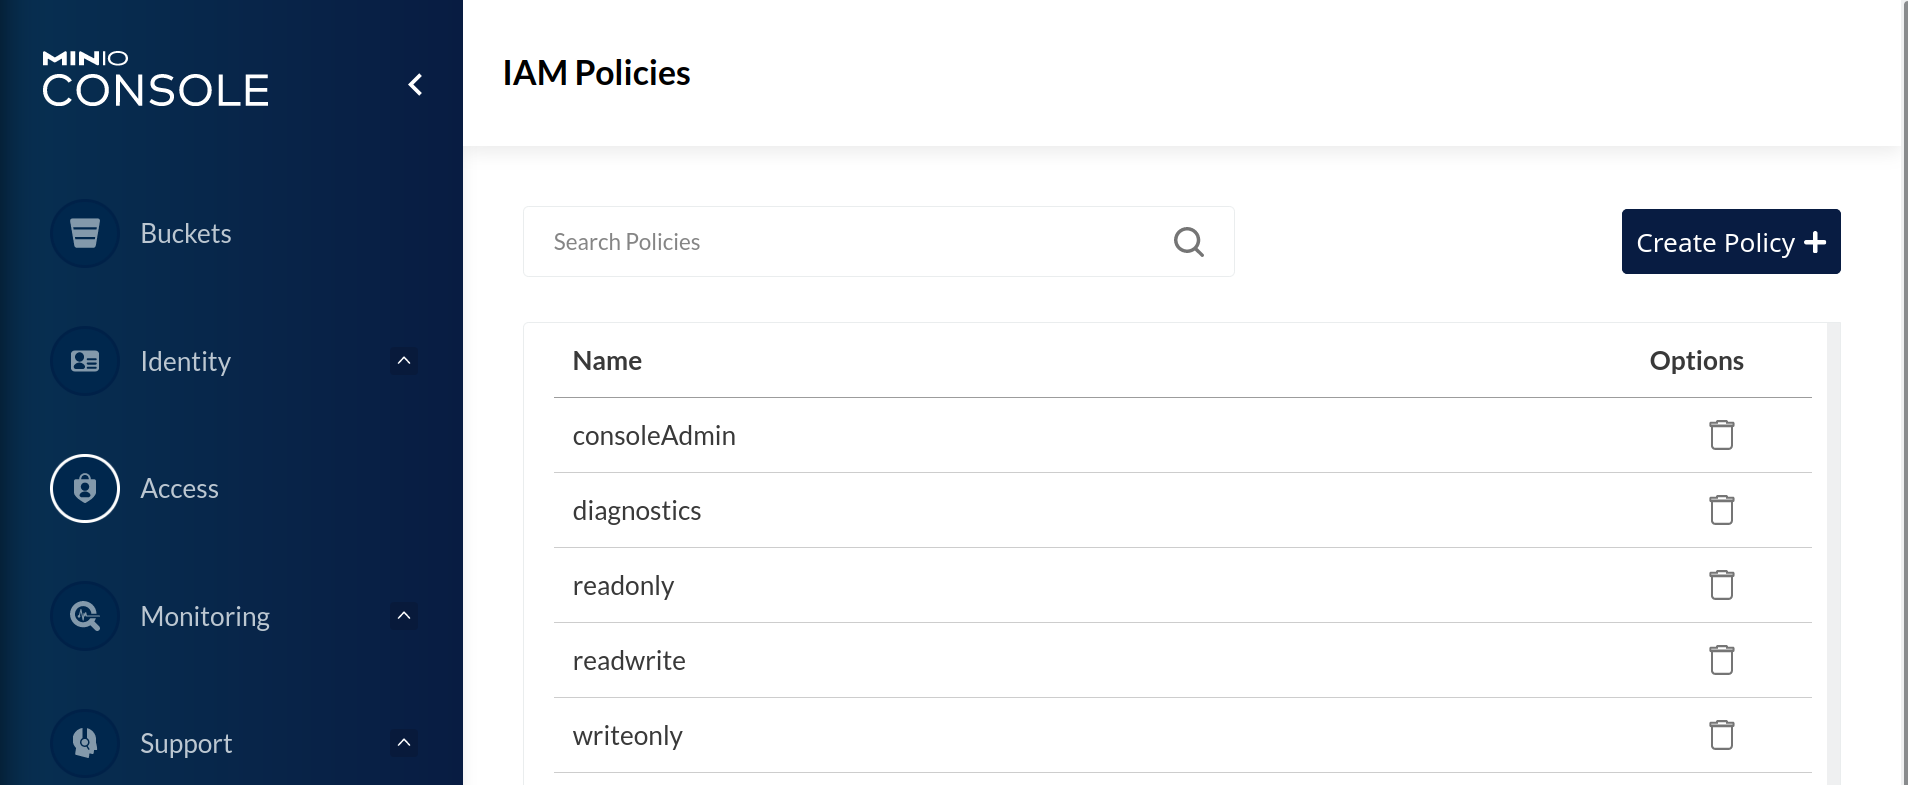 MINIO
CONSOLE
Buckets
Identity
Access
Monitoring
Support
IAM Policies
Search Policies
Create Policy
Name Options
consoleAdmin
diagnostics
readonly
readwrite
writeonly